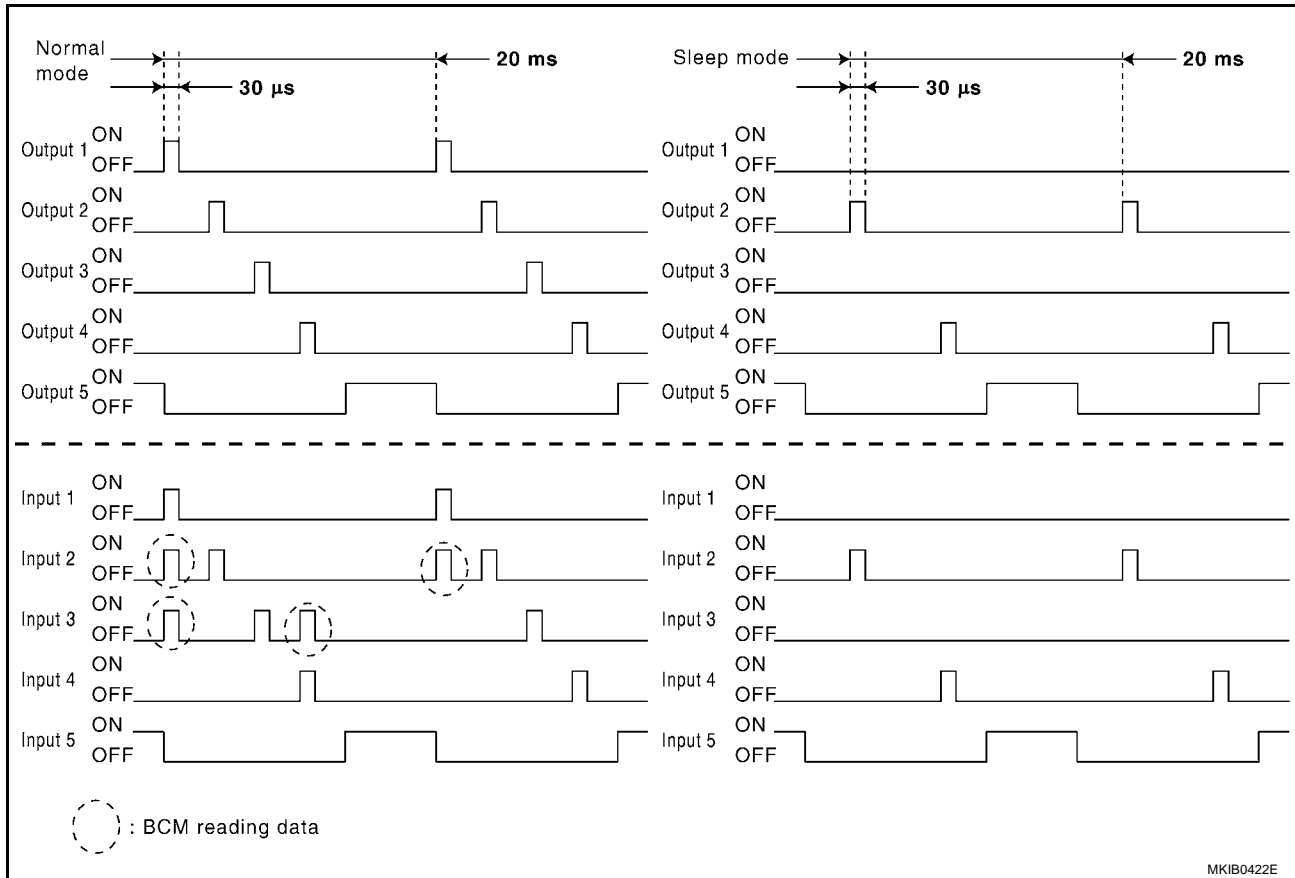 Normal mode 20 ms
30 µs
Output 1 ON OFF
Output 2 ON OFF
Output 3 ON OFF
Output 4 ON OFF
Output 5 ON OFF
Input 1 ON OFF
Input 2 ON OFF
Input 3 ON OFF
Input 4 ON OFF
Input 5 ON OFF
Sleep mode 20 ms
30 µs
Output 1 ON OFF
Output 2 ON OFF
Output 3 ON OFF
Output 4 ON OFF
Output 5 ON OFF
Input 1 ON OFF
Input 2 ON OFF
Input 3 ON OFF
Input 4 ON OFF
Input 5 ON OFF
: BCM reading data
MKIB0422E